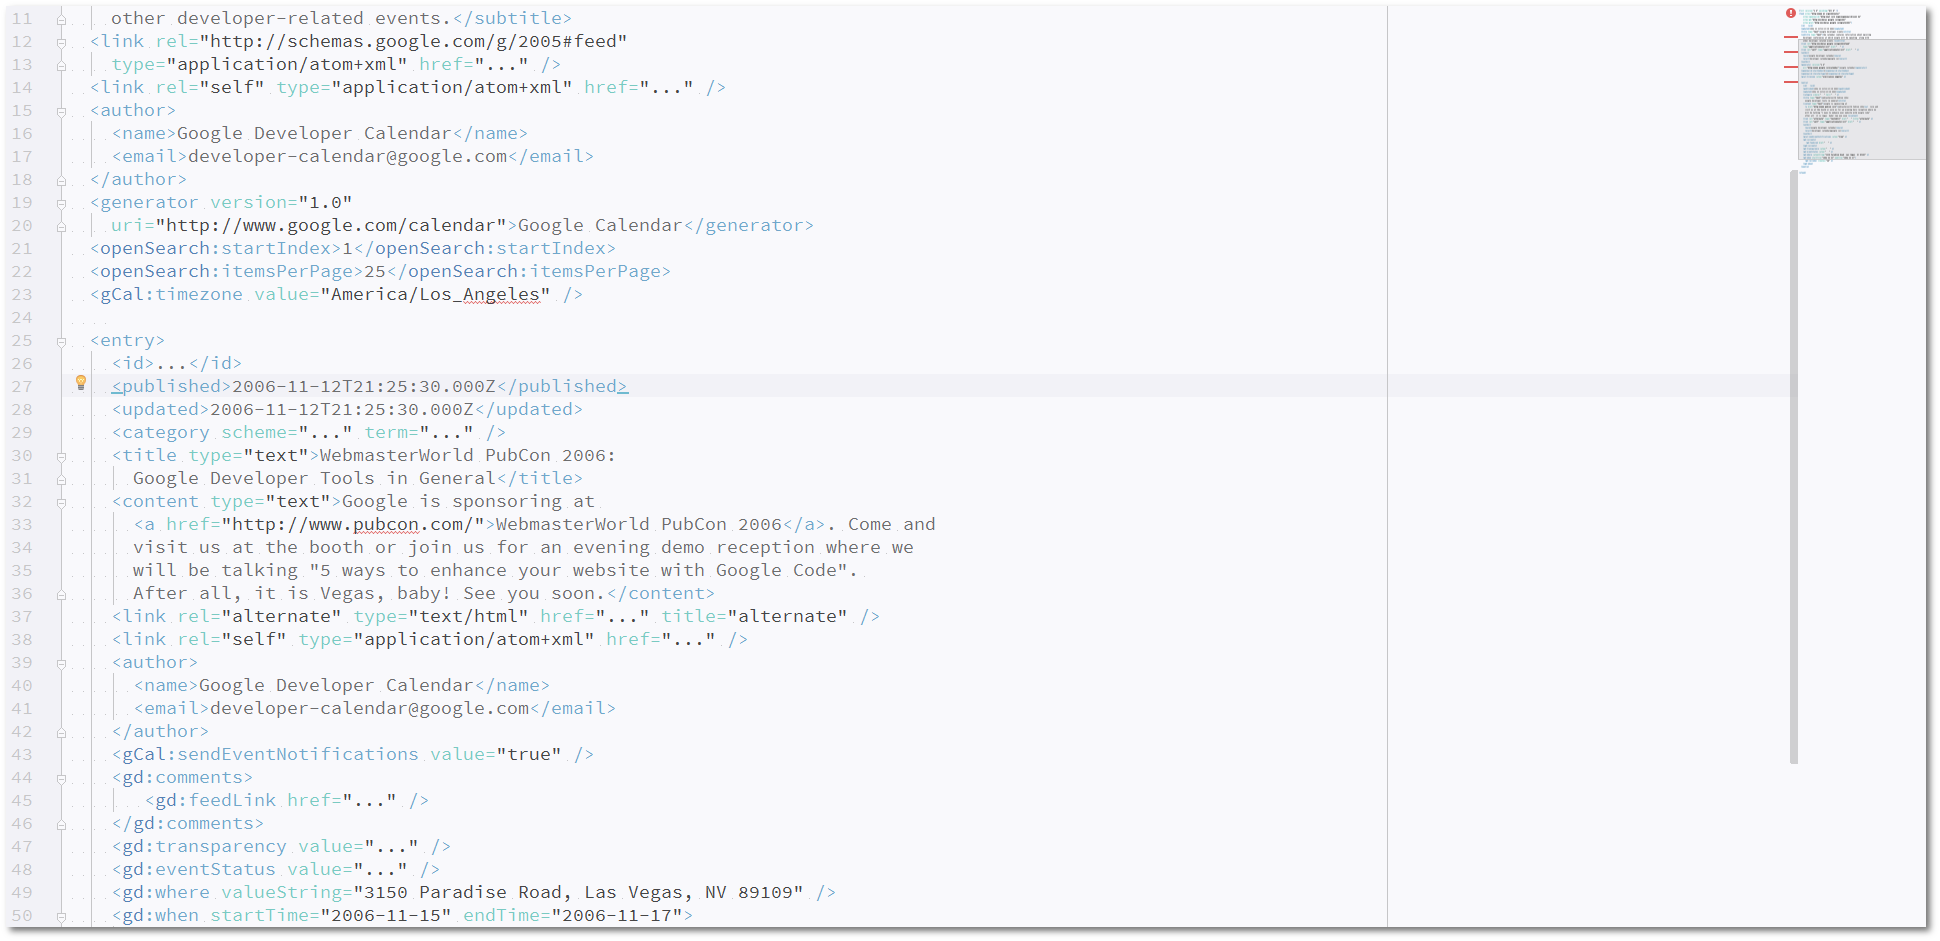 11 other developer-related events.</subtitle>
12 <link rel="http://schemas.google.com/g/2005#feed"
13 type="application/atom+xml" href="..." />
14 <link rel="self" type="application/atom+xml" href="..." />
15 <author>
16 <name>Google Developer Calendar</name>
17 <email>developer-calendar@google.com</email>
18 </author>
19 <generator version="1.0"
20 uri="http://www.google.com/calendar">Google Calendar</generator>
21 <openSearch:startIndex>1</openSearch:startIndex>
22 <openSearch:itemsPerPage>25</openSearch:itemsPerPage>
23 <gCal:timezone value="America/Los_Angeles" />
24
25 <entry>
26 <id>...</id>
27 <published>2006-11-12T21:25:30.000Z</published>
28 <updated>2006-11-12T21:25:30.000Z</updated>
29 <category scheme="..." term="..." />
30 <title type="text">WebmasterWorld PubCon 2006:
31 Google Developer Tools in General</title>
32 <content type="text">Google is sponsoring at
33 <a href="http://www.pubcon.com/">WebmasterWorld PubCon 2006</a>. Come and
34 visit us at the booth or join us for an evening demo reception where we
35 will be talking "5 ways to enhance your website with Google Code".
36 After all, it is Vegas, baby! See you soon.</content>
37 <link rel="alternate" type="text/html" href="..." title="alternate" />
38 <link rel="self" type="application/atom+xml" href="..." />
39 <author>
40 <name>Google Developer Calendar</name>
41 <email>developer-calendar@google.com</email>
42 </author>
43 <gCal:sendEventNotifications value="true" />
44 <gd:comments>
45 <gd:feedLink href="..." />
46 </gd:comments>
47 <gd:transparency value="..." />
48 <gd:eventStatus value="..." />
49 <gd:where valueString="3150 Paradise Road, Las Vegas, NV 89109" />
50 <gd:when startTime="2006-11-15" endTime="2006-11-17">